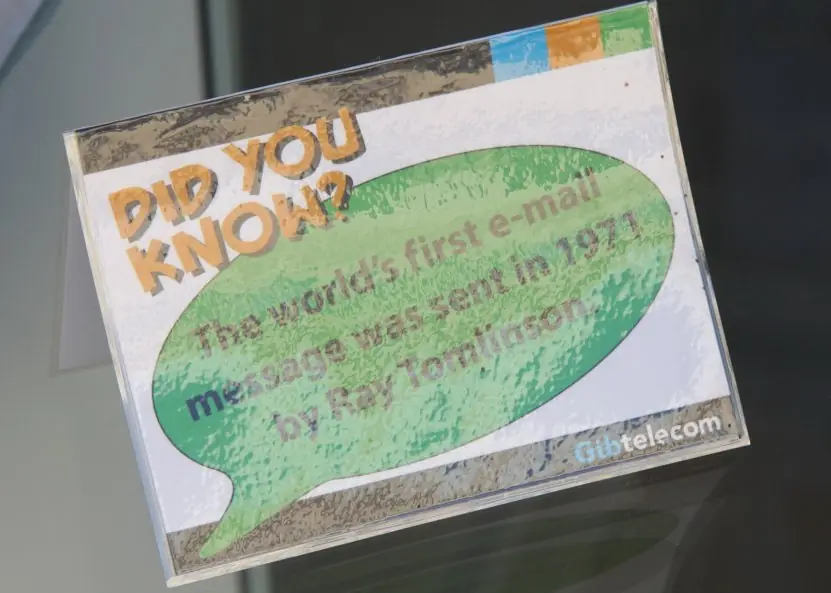 DID YOU
KNOW?
The world's first e-mail
message was sent in 1971
by Ray Tomlinson.
Gibtelecom